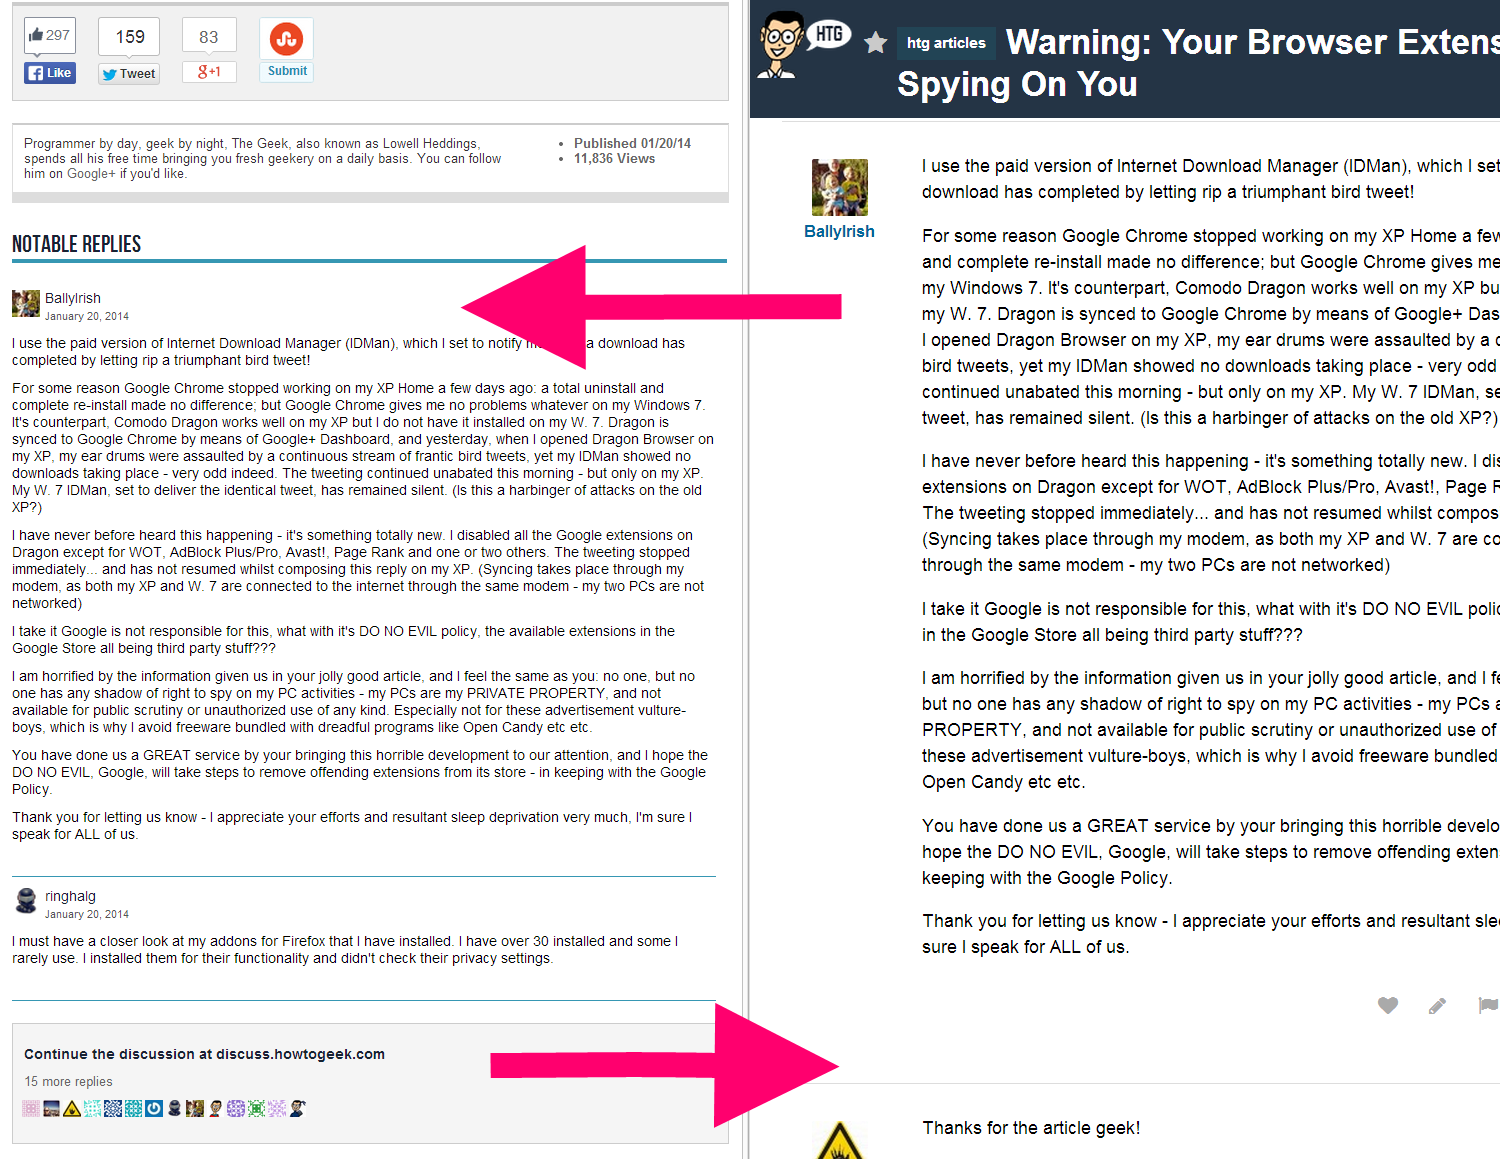 297
Like
159
Tweet
83
g+1
Submit
Programmer by day, geek by night, The Geek, also known as Lowell Heddings,
spends all his free time bringing you fresh geekery on a daily basis. You can follow
him on Google+ if you'd like.
• Published 01/20/14
• 11,836 Views
NOTABLE REPLIES
BallyIrish
January 20, 2014
I use the paid version of Internet Download Manager (IDMan), which I set to notify a download has
completed by letting rip a triumphant bird tweet!
For some reason Google Chrome stopped working on my XP Home a few days ago: a total uninstall and
complete re-install made no difference; but Google Chrome gives me no problems whatever on my Windows 7.
It's counterpart, Comodo Dragon works well on my XP but I do not have it installed on my W. 7. Dragon is
synced to Google Chrome by means of Google+ Dashboard, and yesterday, when I opened Dragon Browser on
my XP, my ear drums were assaulted by a continuous stream of frantic bird tweets, yet my IDMan showed no
downloads taking place - very odd indeed. The tweeting continued unabated this morning - but only on my XP.
My W. 7 IDMan, set to deliver the identical tweet, has remained silent. (Is this a harbinger of attacks on the old
XP?)
I have never before heard this happening - it's something totally new. I disabled all the Google extensions on
Dragon except for WOT, AdBlock Plus/Pro, Avast!, Page Rank and one or two others. The tweeting stopped
immediately... and has not resumed whilst composing this reply on my XP. (Syncing takes place through my
modem, as both my XP and W. 7 are connected to the internet through the same modem - my two PCs are not
networked)
I take it Google is not responsible for this, what with it's DO NO EVIL policy, the available extensions in the
Google Store all being third party stuff???
I am horrified by the information given us in your jolly good article, and I feel the same as you: no one, but no
one has any shadow of right to spy on my PC activities - my PCs are my PRIVATE PROPERTY, and not
available for public scrutiny or unauthorized use of any kind. Especially not for these advertisement vulture-
boys, which is why I avoid freeware bundled with dreadful programs like Open Candy etc etc.
You have done us a GREAT service by your bringing this horrible development to our attention, and I hope the
DO NO EVIL, Google, will take steps to remove offending extensions from its store - in keeping with the Google
Policy.
Thank you for letting us know - I appreciate your efforts and resultant sleep deprivation very much, I'm sure I
speak for ALL of us.
ringhalg
January 20, 2014
I must have a closer look at my addons for Firefox that I have installed. I have over 30 installed and some I
rarely use. I installed them for their functionality and didn't check their privacy settings.
Continue the discussion at discuss.howtogeek.com
15 more replies
HTG
htg articles Warning: Your Browser Extens
Spying On You
BallyIrish
I use the paid version of Internet Download Manager (IDMan), which I set
download has completed by letting rip a triumphant bird tweet!
For some reason Google Chrome stopped working on my XP Home a few
and complete re-install made no difference; but Google Chrome gives me
my Windows 7. It's counterpart, Comodo Dragon works well on my XP bu
my W. 7. Dragon is synced to Google Chrome by means of Google+ Das
I opened Dragon Browser on my XP, my ear drums were assaulted by a c
bird tweets, yet my IDMan showed no downloads taking place - very odd
continued unabated this morning - but only on my XP. My W. 7 IDMan, se
tweet, has remained silent. (Is this a harbinger of attacks on the old XP?)
I have never before heard this happening - it's something totally new. I dis
extensions on Dragon except for WOT, AdBlock Plus/Pro, Avast!, Page R
The tweeting stopped immediately... and has not resumed whilst compos
(Syncing takes place through my modem, as both my XP and W. 7 are co
through the same modem - my two PCs are not networked)
I take it Google is not responsible for this, what with it's DO NO EVIL polic
in the Google Store all being third party stuff???
I am horrified by the information given us in your jolly good article, and I fe
but no one has any shadow of right to spy on my PC activities - my PCs a
PROPERTY, and not available for public scrutiny or unauthorized use of
these advertisement vulture-boys, which is why I avoid freeware bundled
Open Candy etc etc.
You have done us a GREAT service by your bringing this horrible develo
hope the DO NO EVIL, Google, will take steps to remove offending exten
keeping with the Google Policy.
Thank you for letting us know - I appreciate your efforts and resultant slee
sure I speak for ALL of us.
Thanks for the article geek!